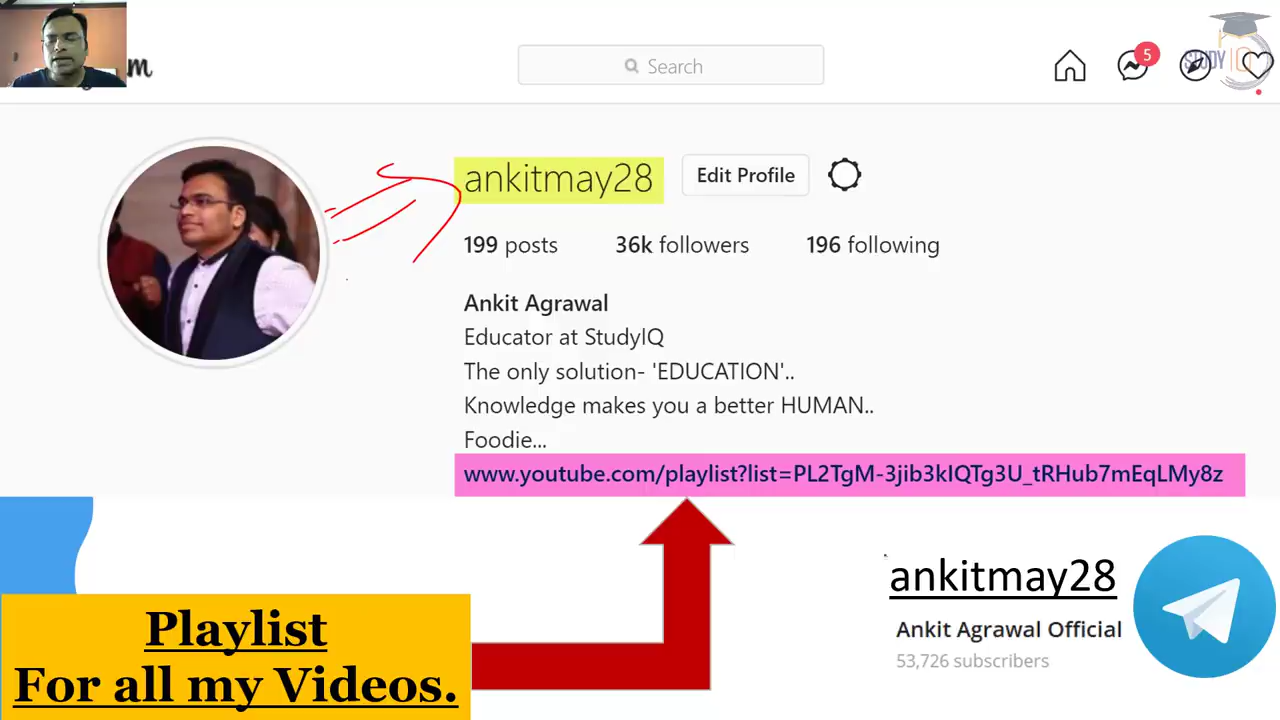 m
Search
5
STUDY IQ
ankitmay28
Edit Profile
199 posts 36k followers 196 following
Ankit Agrawal
Educator at StudyIQ
The only solution- 'EDUCATION'..
Knowledge makes you a better HUMAN..
Foodie...
www.youtube.com/playlist?list=PL2TgM-3jib3kIQTg3U_tRHub7mEqLMy8z
Playlist
For all my Videos.
ankitmay28
Ankit Agrawal Official
53,726 subscribers